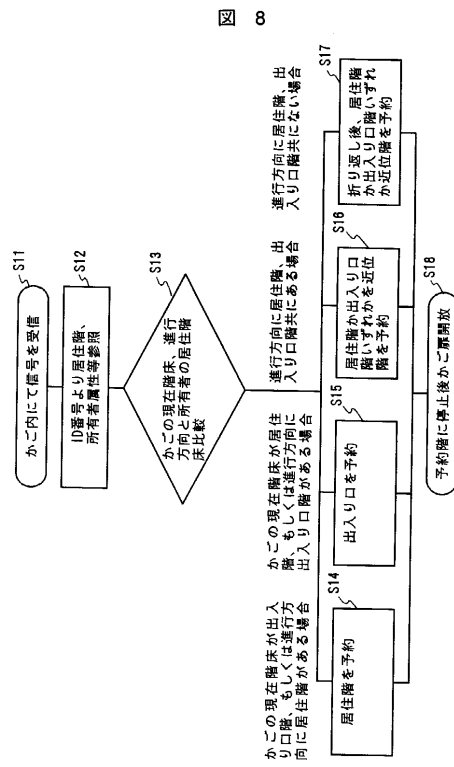 図 8
S11
かご内にて信号を受信
S12
ID番号より居住階、
所有者属性等参照
S13
かごの現在階床、進行
方向と所有者の居住階
床比較
かごの現在階床が出入
り口階、もしくは進行方
向に居住階がある場合
S14
居住階を予約
かごの現在階床が居住
階、もしくは進行方向に
出入り口階がある場合
S15
出入り口を予約
進行方向に居住階、出
入り口階共にある場合
S16
居住階か出入り口
階いずれかを近位
階を予約
進行方向に居住階、出
入り口階共にない場合
S17
折り返し後、居住階
か出入り口階いずれ
か近位階を予約
S18
予約階に停止後かご扉開放